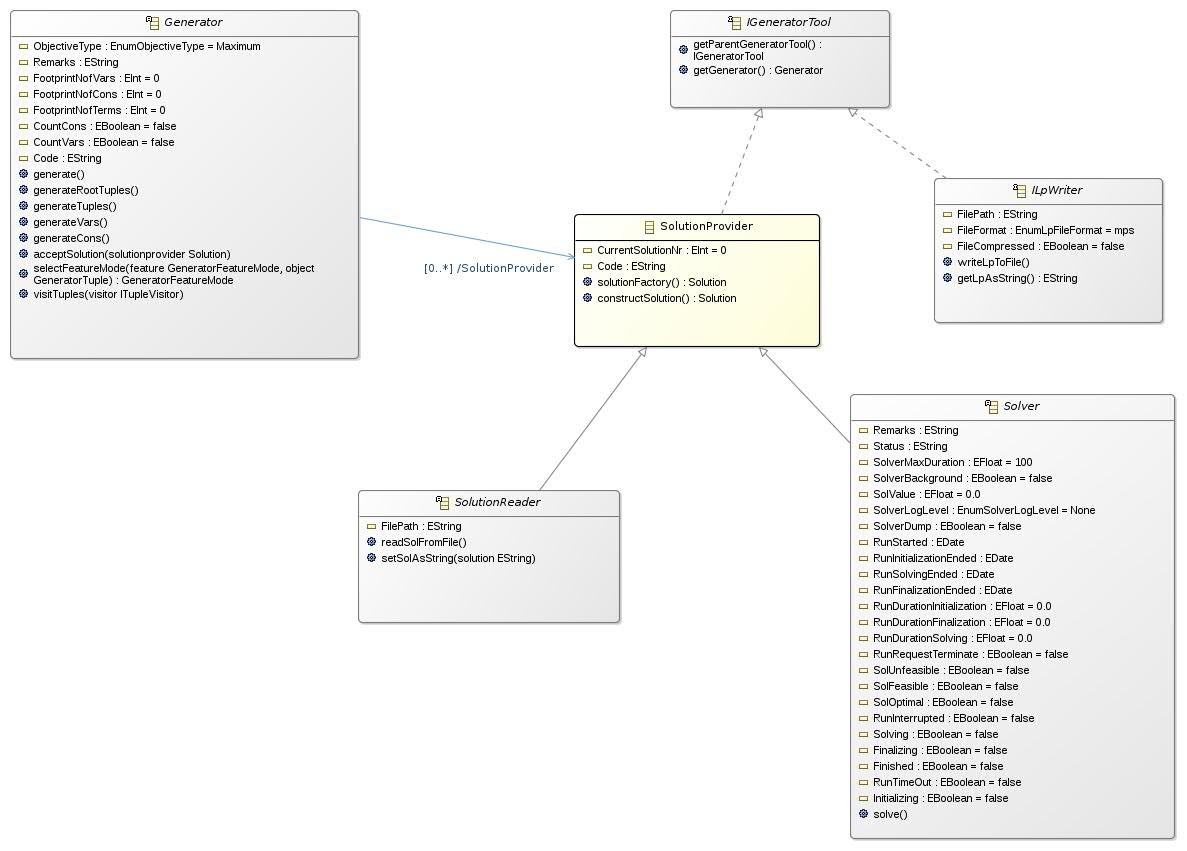 Generator
ObjectiveType : EnumObjectiveType = Maximum
Remarks : EString
FootprintNofVars : EInt = 0
FootprintNofCons : EInt = 0
FootprintNofTerms : EInt = 0
CountCons : EBoolean = false
CountVars : EBoolean = false
Code : EString
generate()
generateRootTuples()
generateTuples()
generateVars()
generateCons()
acceptSolution(solutionprovider Solution)
selectFeatureMode(feature GeneratorFeatureMode, object
GeneratorTuple) : GeneratorFeatureMode
visitTuples(visitor ITupleVisitor)
IGeneratorTool
getParentGeneratorTool() :
IGeneratorTool
getGenerator() : Generator
ILpWriter
FilePath : EString
FileFormat : EnumLpFileFormat = mps
FileCompressed : EBoolean = false
writeLpToFile()
getLpAsString() : EString
[0..*] /SolutionProvider
SolutionProvider
CurrentSolutionNr : EInt = 0
Code : EString
solutionFactory() : Solution
constructSolution() : Solution
SolutionReader
FilePath : EString
readSolFromFile()
setSolAsString(solution EString)
Solver
Remarks : EString
Status : EString
SolverMaxDuration : EFloat = 100
SolverBackground : EBoolean = false
SolValue : EFloat = 0.0
SolverLogLevel : EnumSolverLogLevel = None
SolverDump : EBoolean = false
RunStarted : EDate
RunInitializationEnded : EDate
RunSolvingEnded : EDate
RunFinalizationEnded : EDate
RunDurationInitialization : EFloat = 0.0
RunDurationFinalization : EFloat = 0.0
RunDurationSolving : EFloat = 0.0
RunRequestTerminate : EBoolean = false
SolUnfeasible : EBoolean = false
SolFeasible : EBoolean = false
SolOptimal : EBoolean = false
RunInterrupted : EBoolean = false
Solving : EBoolean = false
Finalizing : EBoolean = false
Finished : EBoolean = false
RunTimeOut : EBoolean = false
Initializing : EBoolean = false
solve()